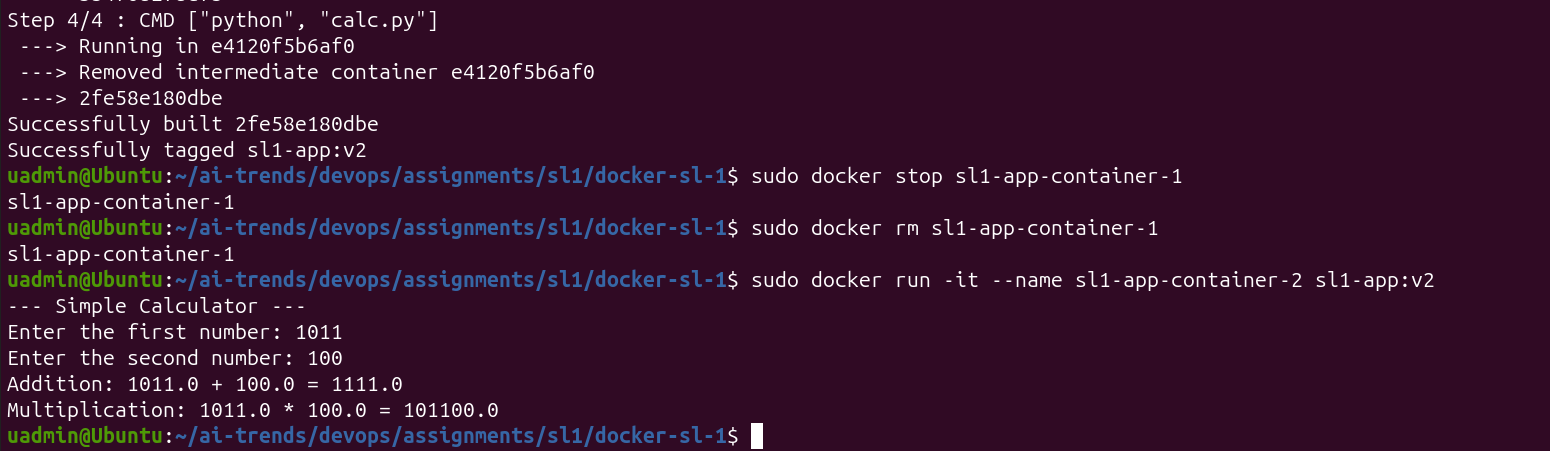 Step 4/4 : CMD ["python", "calc.py"]
 ---> Running in e4120f5b6af0
 ---> Removed intermediate container e4120f5b6af0
 ---> 2fe58e180dbe
Successfully built 2fe58e180dbe
Successfully tagged sl1-app:v2
uadmin@Ubuntu:~/ai-trends/devops/assignments/sl1/docker-sl-1$ sudo docker stop sl1-app-container-1
sl1-app-container-1
uadmin@Ubuntu:~/ai-trends/devops/assignments/sl1/docker-sl-1$ sudo docker rm sl1-app-container-1
sl1-app-container-1
uadmin@Ubuntu:~/ai-trends/devops/assignments/sl1/docker-sl-1$ sudo docker run -it --name sl1-app-container-2 sl1-app:v2
--- Simple Calculator ---
Enter the first number: 1011
Enter the second number: 100
Addition: 1011.0 + 100.0 = 1111.0
Multiplication: 1011.0 * 100.0 = 101100.0
uadmin@Ubuntu:~/ai-trends/devops/assignments/sl1/docker-sl-1$